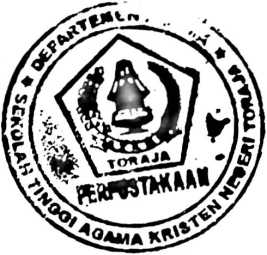 DEPARTEMEN
SEKOLAH TINGGI AGAMA KRISTEN NEGERI TORAJA
TORAJA
PERPUSTAKAAN